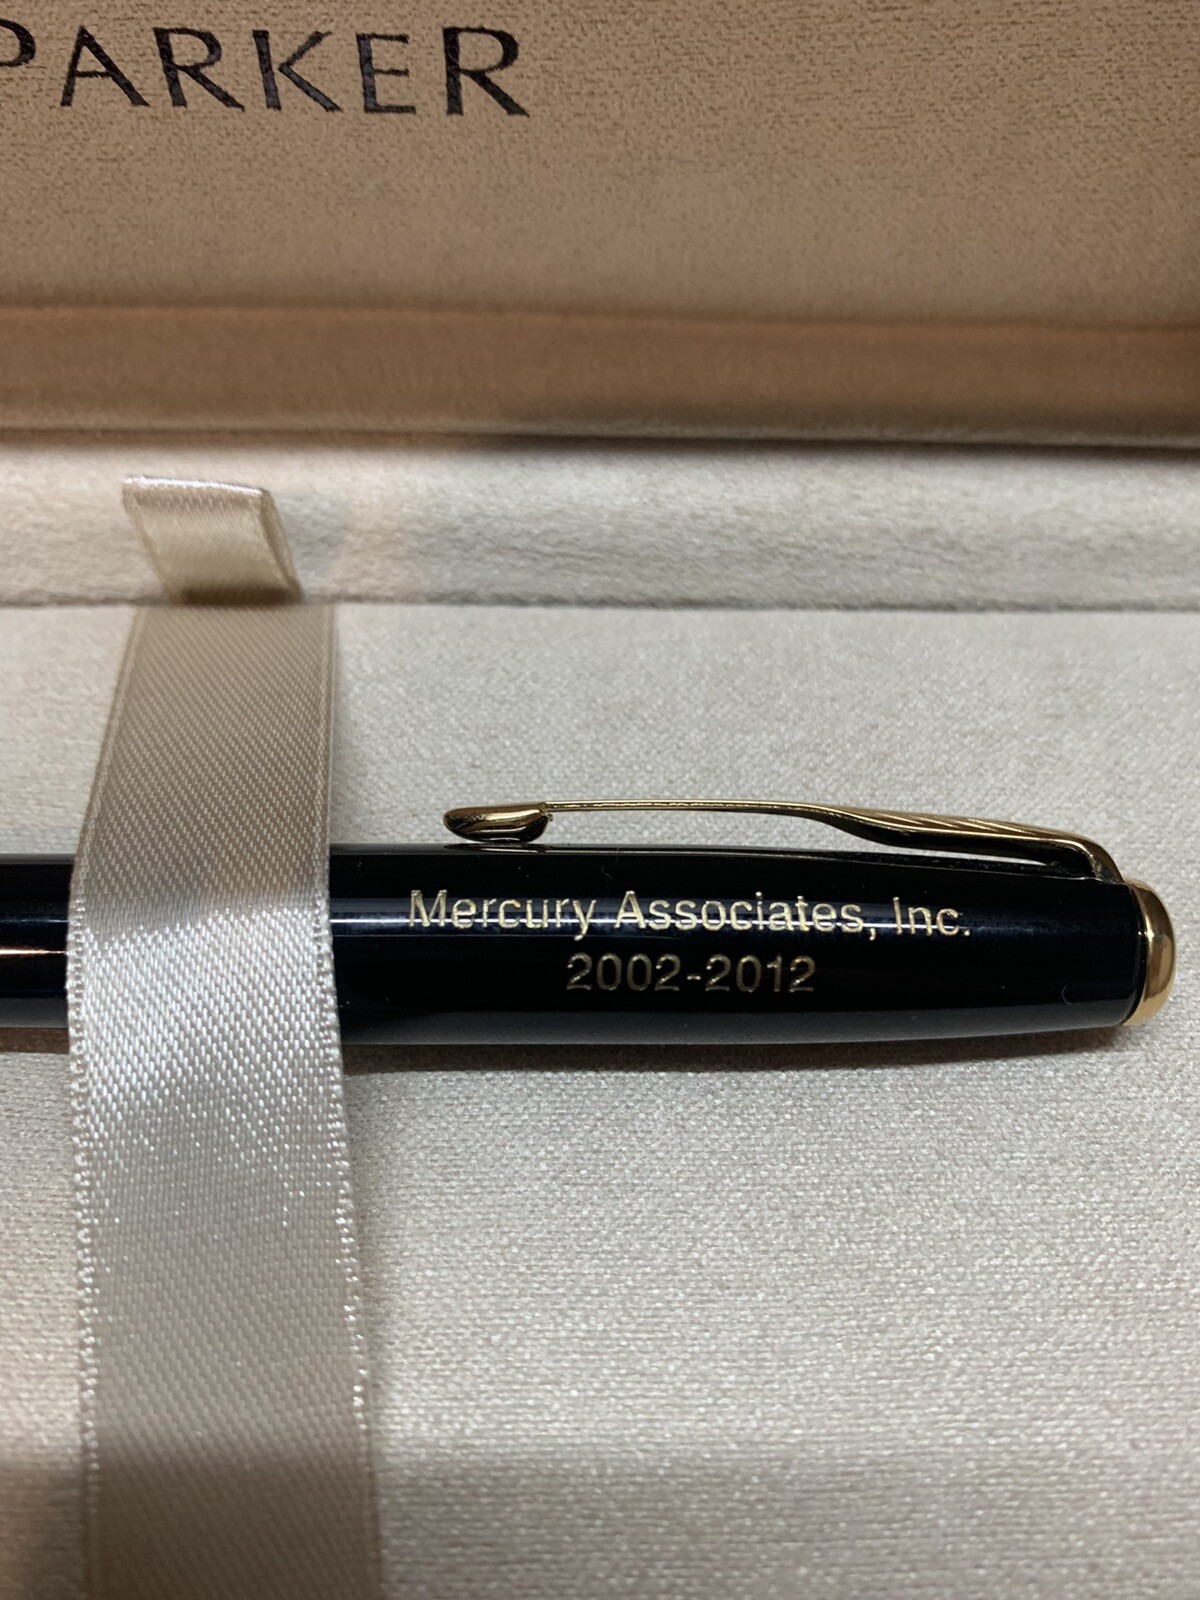 PARKER
Mercury Associates, Inc.
2002-2012